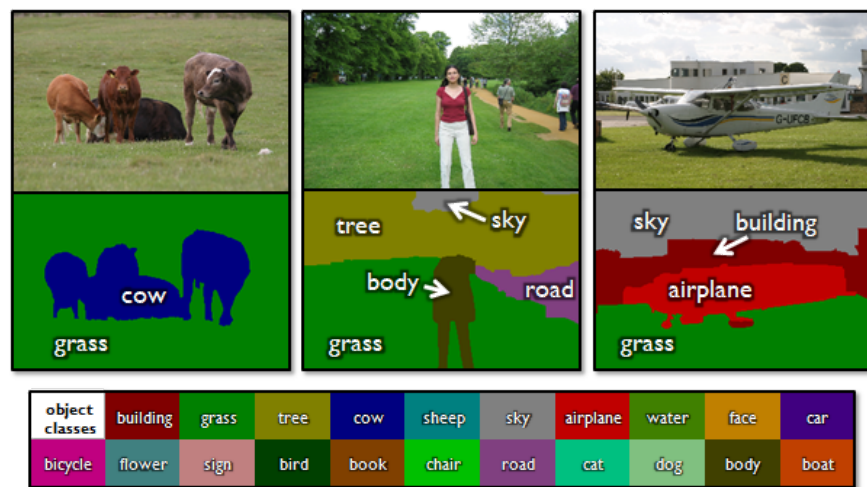 G-UFCB
tree
sky
sky
building
cow
body
road
airplane
grass
grass
grass
object classes
building
grass
tree
cow
sheep
sky
airplane
water
face
car
bicycle
flower
sign
bird
book
chair
road
cat
dog
body
boat